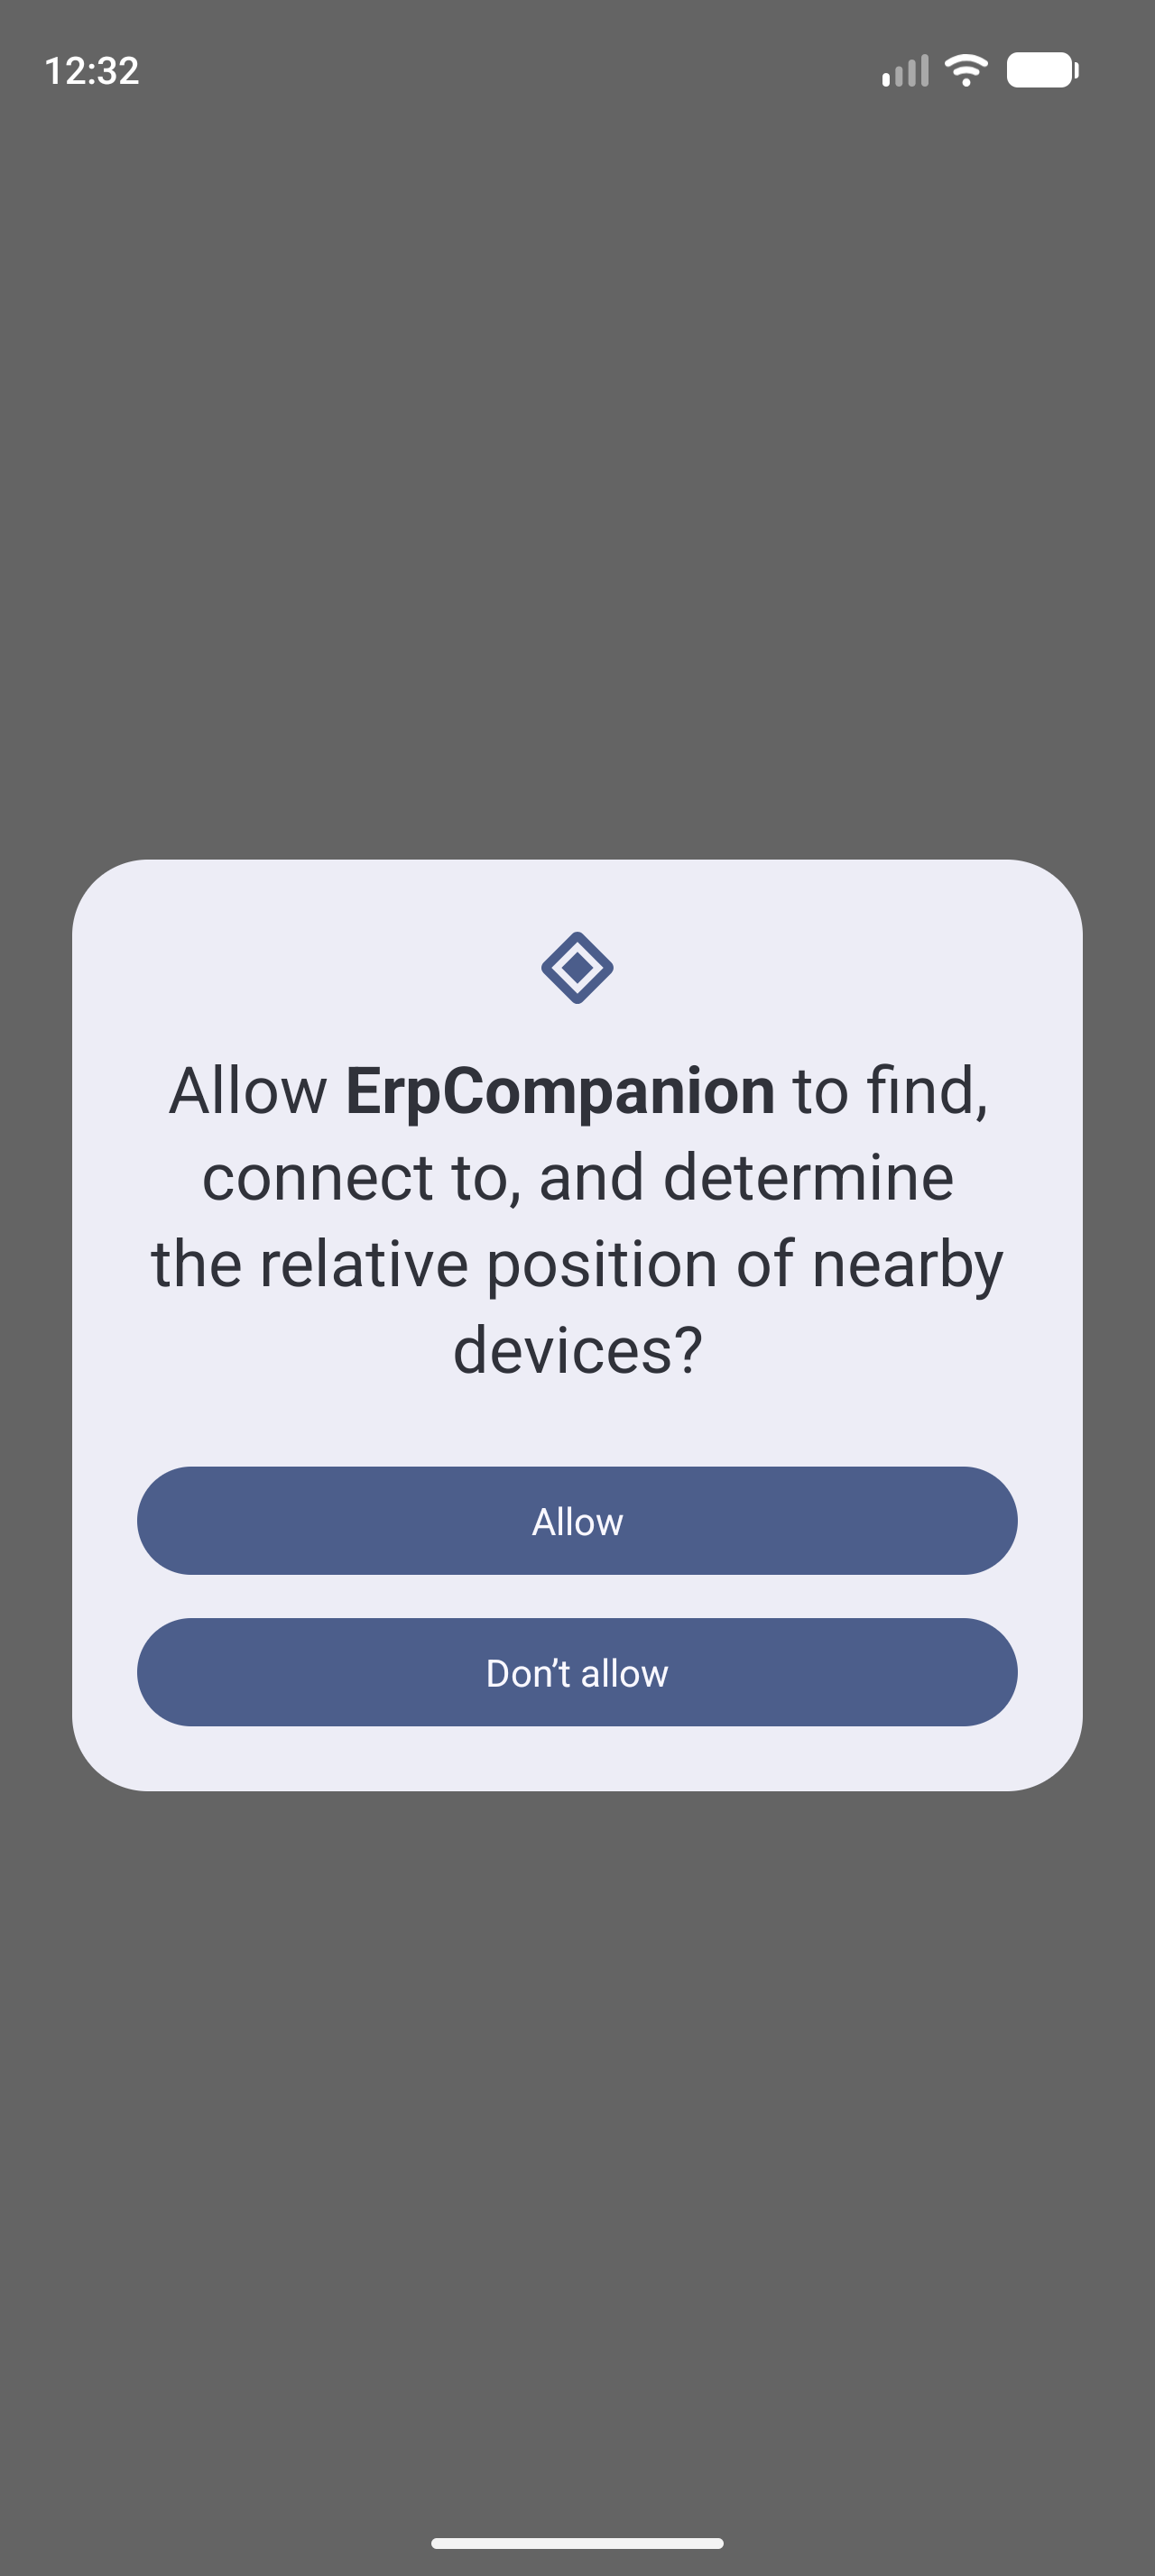 12:32
Allow ErpCompanion to find,
connect to, and determine
the relative position of nearby
devices?
Allow
Don’t allow